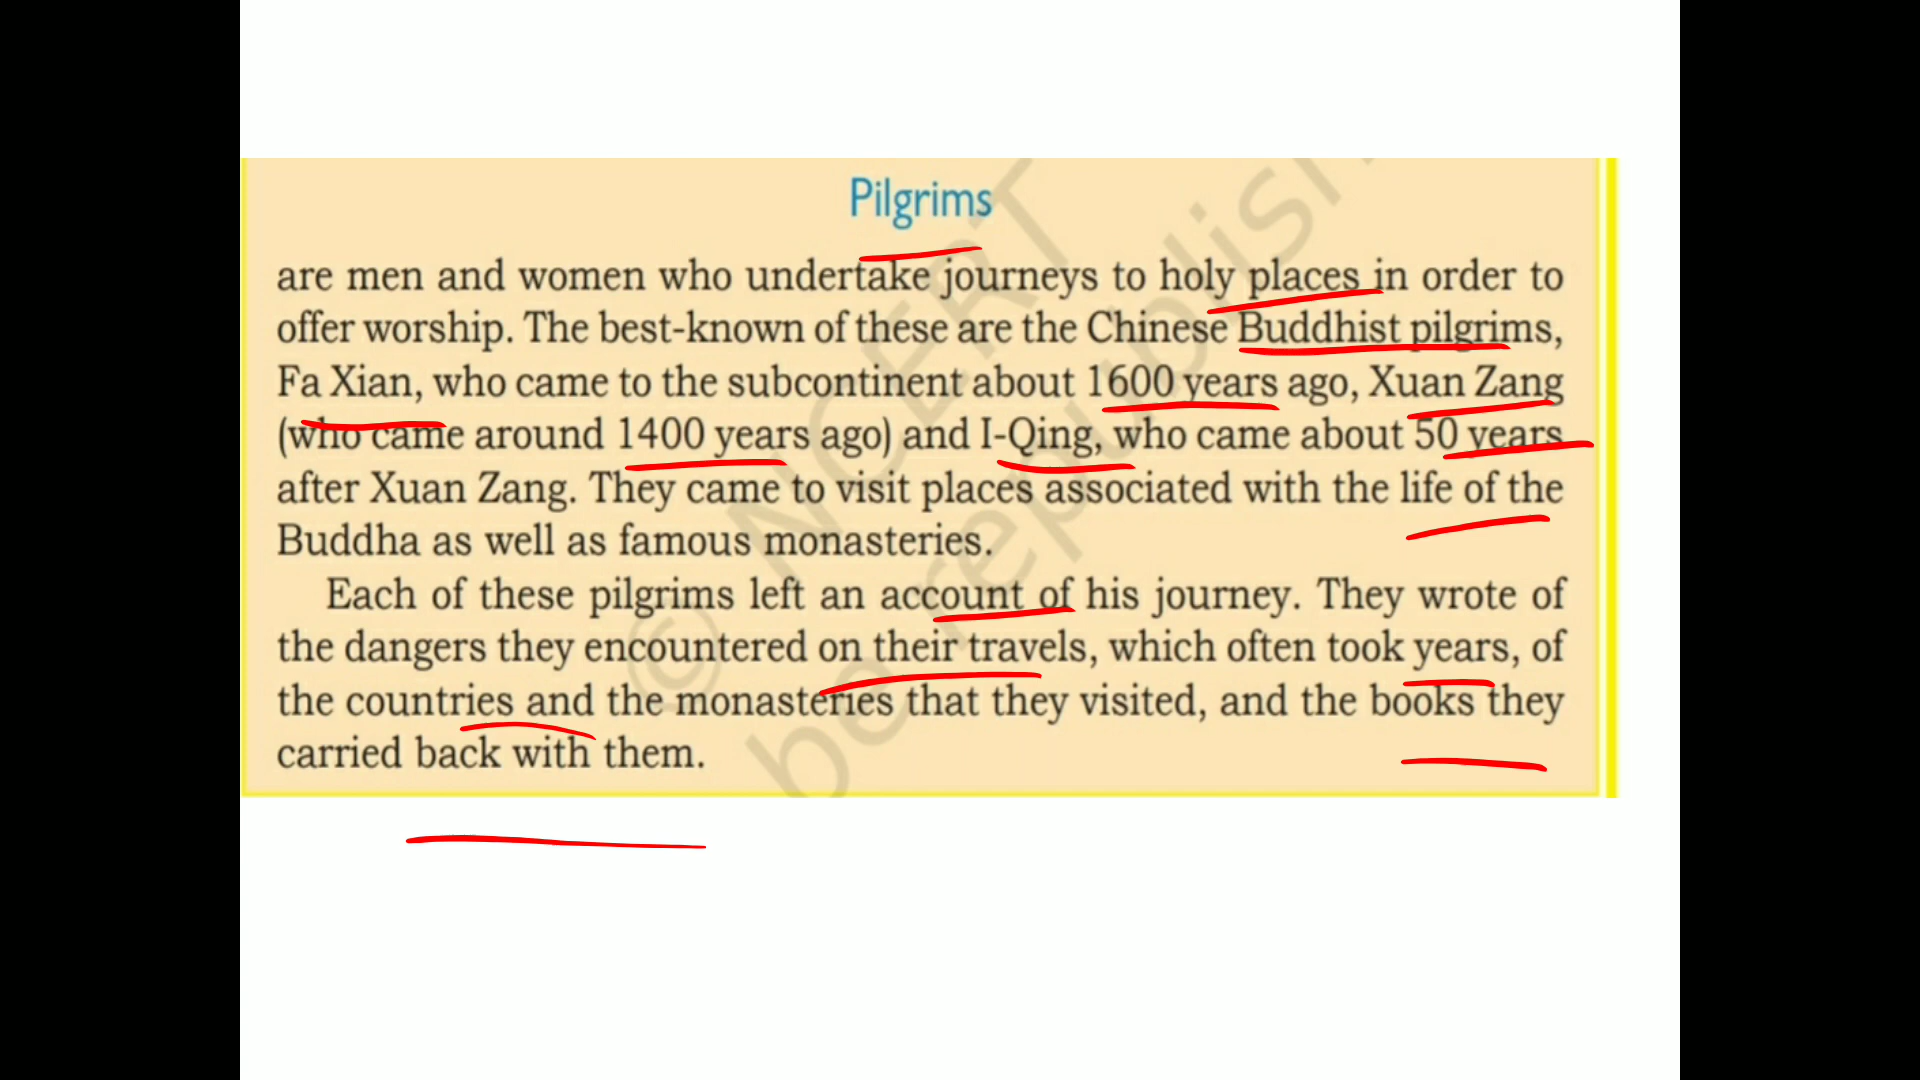 Pilgrims
are men and women who undertake journeys to holy places in order to
offer worship. The best-known of these are the Chinese Buddhist pilgrims,
Fa Xian, who came to the subcontinent about 1600 years ago, Xuan Zang
(who came around 1400 years ago) and I-Qing, who came about 50 years
after Xuan Zang. They came to visit places associated with the life of the
Buddha as well as famous monasteries.
Each of these pilgrims left an account of his journey. They wrote of
the dangers they encountered on their travels, which often took years, of
the countries and the monasteries that they visited, and the books they
carried back with them.
© NCERT
be republish